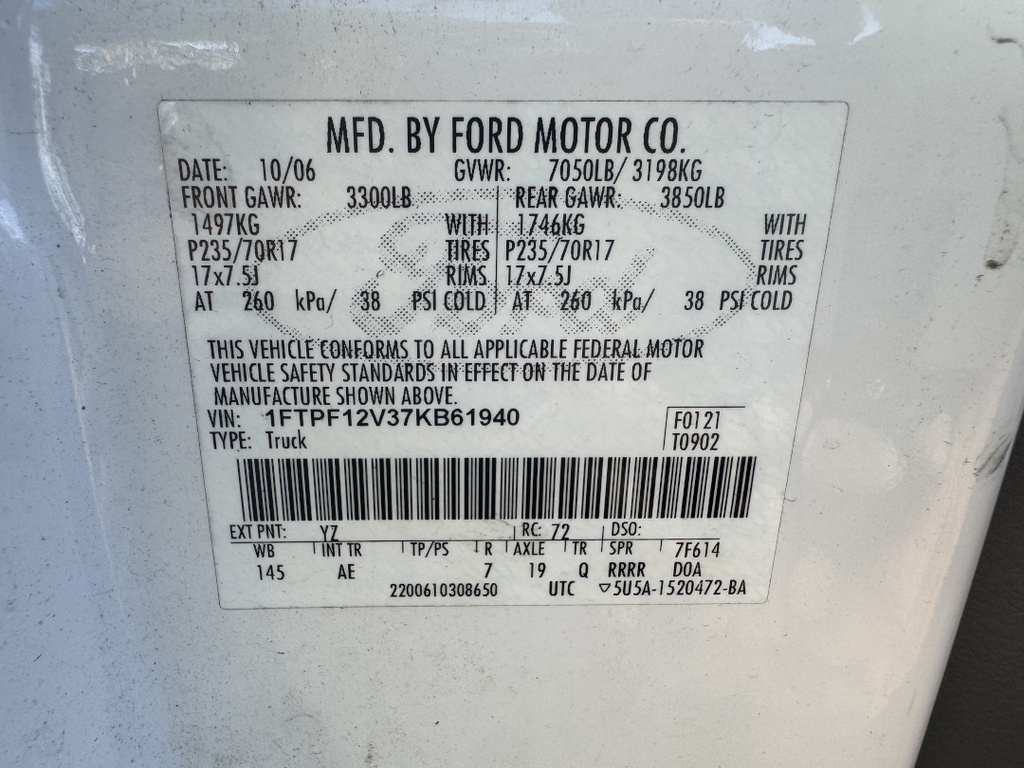 MFD. BY FORD MOTOR CO.
DATE: 10/06 GVWR: 7050LB/ 3198KG
FRONT GAWR: 3300LB REAR GAWR: 3850LB
1497KG WITH 1746KG WITH
P235/70R17 TIRES P235/70R17 TIRES
17x7.5J RIMS 17x7.5J RIMS
AT 260 kPa/ 38 PSI COLD AT 260 kPa/ 38 PSI COLD
THIS VEHICLE CONFORMS TO ALL APPLICABLE FEDERAL MOTOR
VEHICLE SAFETY STANDARDS IN EFFECT ON THE DATE OF
MANUFACTURE SHOWN ABOVE.
VIN: 1FTPF12V37KB61940 F0121
TYPE: Truck T0902
EXT PNT: YZ RC: 72 DSO:
WB INT TR TP/PS R AXLE TR SPR 7F614
145 AE 7 19 Q RRRR DOA
2200610308650 UTC ▽5U5A-1520472-BA